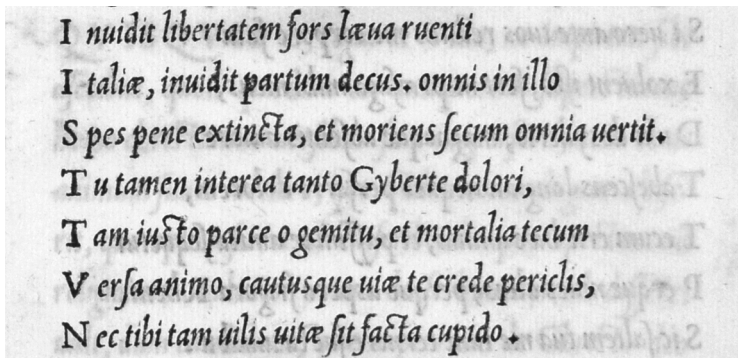 I nuidit libertatem ſors læua ruenti
I taliæ, inuidit partum decus. omnis in illo
S pes pene extincta, et moriens ſecum omnia uertit.
T u tamen interea tanto Gyberte dolori,
T am iusto parce o gemitu, et mortalia tecum
V erſa animo, cautusque uiæ te crede periclis,
N ec tibi tam uilis uitæ ſit facta cupido .